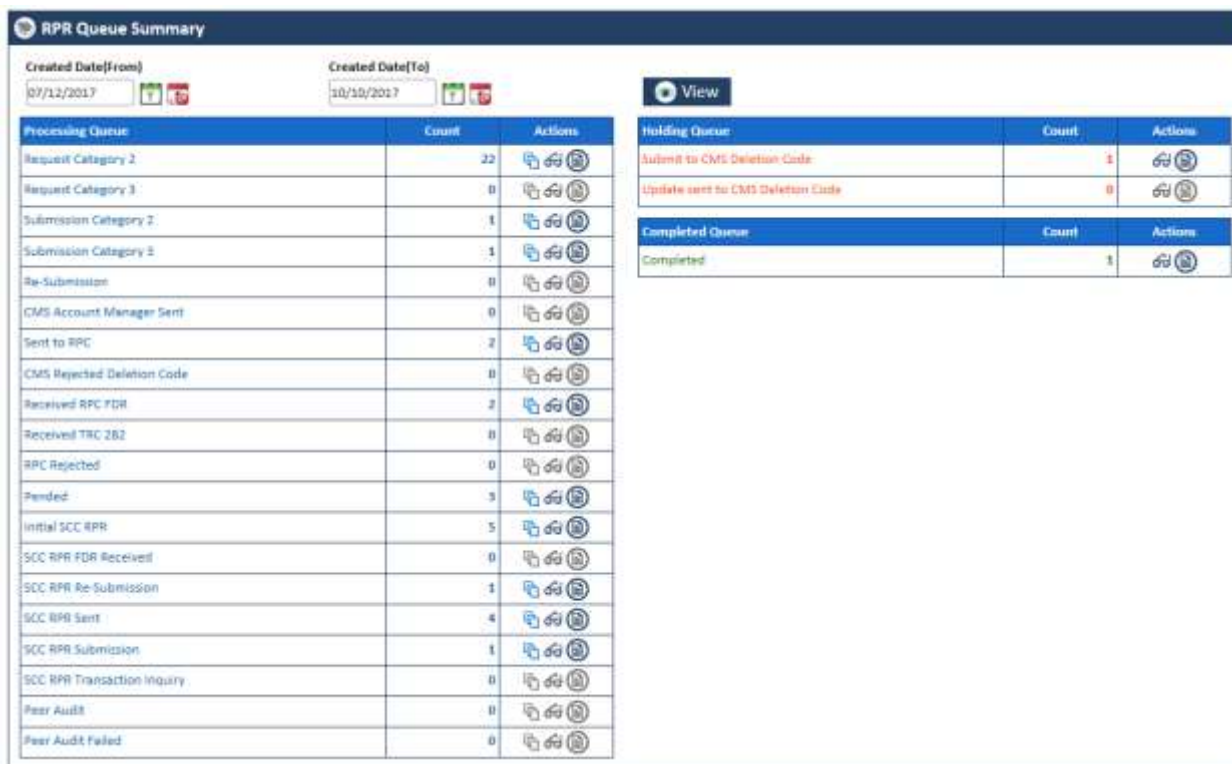 RPR Queue Summary
Created Date(From)
Created Date(To)
07/12/2017
10/10/2017
View
Processing Queue Count Actions
Request Category 2 22
Request Category 3 0
Submission Category 2 1
Submission Category 3 1
Re-Submission 0
CMS Account Manager Sent 0
Sent to RPC 2
CMS Rejected Deletion Code 0
Received RPC FDR 2
Received TRC 282 0
RPC Rejected 0
Pended 3
Initial SCC RPR 5
SCC RPR FDR Received 0
SCC RPR Re-Submission 1
SCC RPR Sent 4
SCC RPR Submission 1
SCC RPR Transaction Inquiry 0
Peer Audit 0
Peer Audit Failed 0
Holding Queue Count Actions
Submit to CMS Deletion Code 1
Update sent to CMS Deletion Code 0
Completed Queue Count Actions
Completed 1